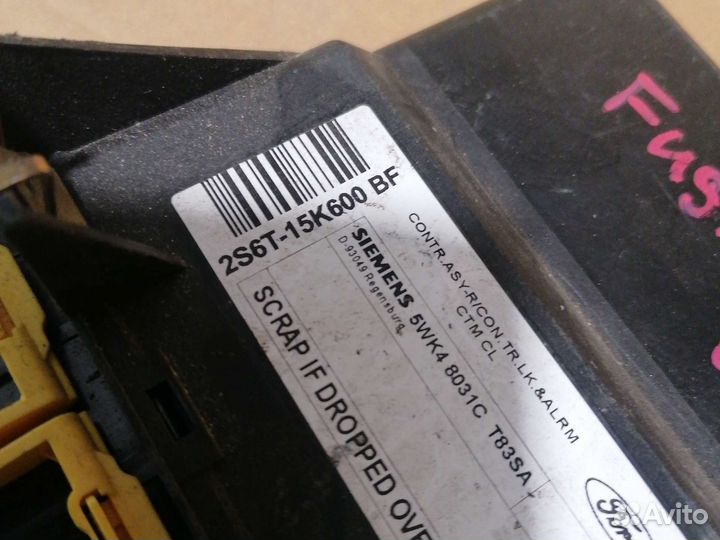 2S6T-15K600 BF
CONTR.ASY-R/CON.TR.LK.&ALRM
CTM CL
SIEMENS 5WK4 8031C T83SA
D-93049 Regensburg
SCRAP IF DROPPED OVE
Ford
Fus
Avito